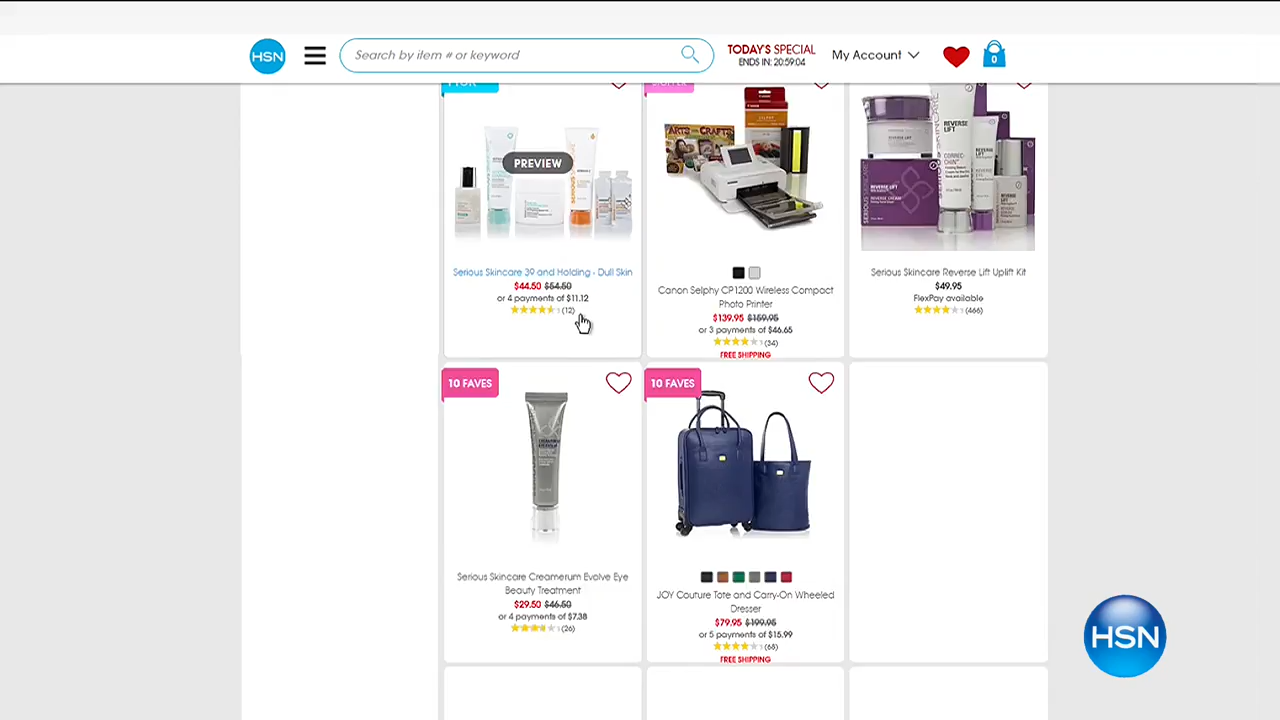 HSN
Search by item # or keyword
TODAY'S SPECIAL
ENDS IN: 20:59:04
My Account
0
PREVIEW
ARTS CRAFTS
REVERSE LIFT
Serious Skincare 39 and Holding - Dull Skin
$44.50 $54.50
or 4 payments of $11.12
(12)
Canon Selphy CP1200 Wireless Compact
Photo Printer
$139.95 $159.95
or 3 payments of $46.65
(34)
FREE SHIPPING
Serious Skincare Reverse Lift Uplift Kit
$49.95
FlexPay available
(466)
10 FAVES
10 FAVES
Serious Skincare Creamerum Evolve Eye
Beauty Treatment
$29.50 $46.50
or 4 payments of $7.38
(26)
JOY Couture Tote and Carry-On Wheeled
Dresser
$79.95 $199.95
or 5 payments of $15.99
(68)
FREE SHIPPING
HSN